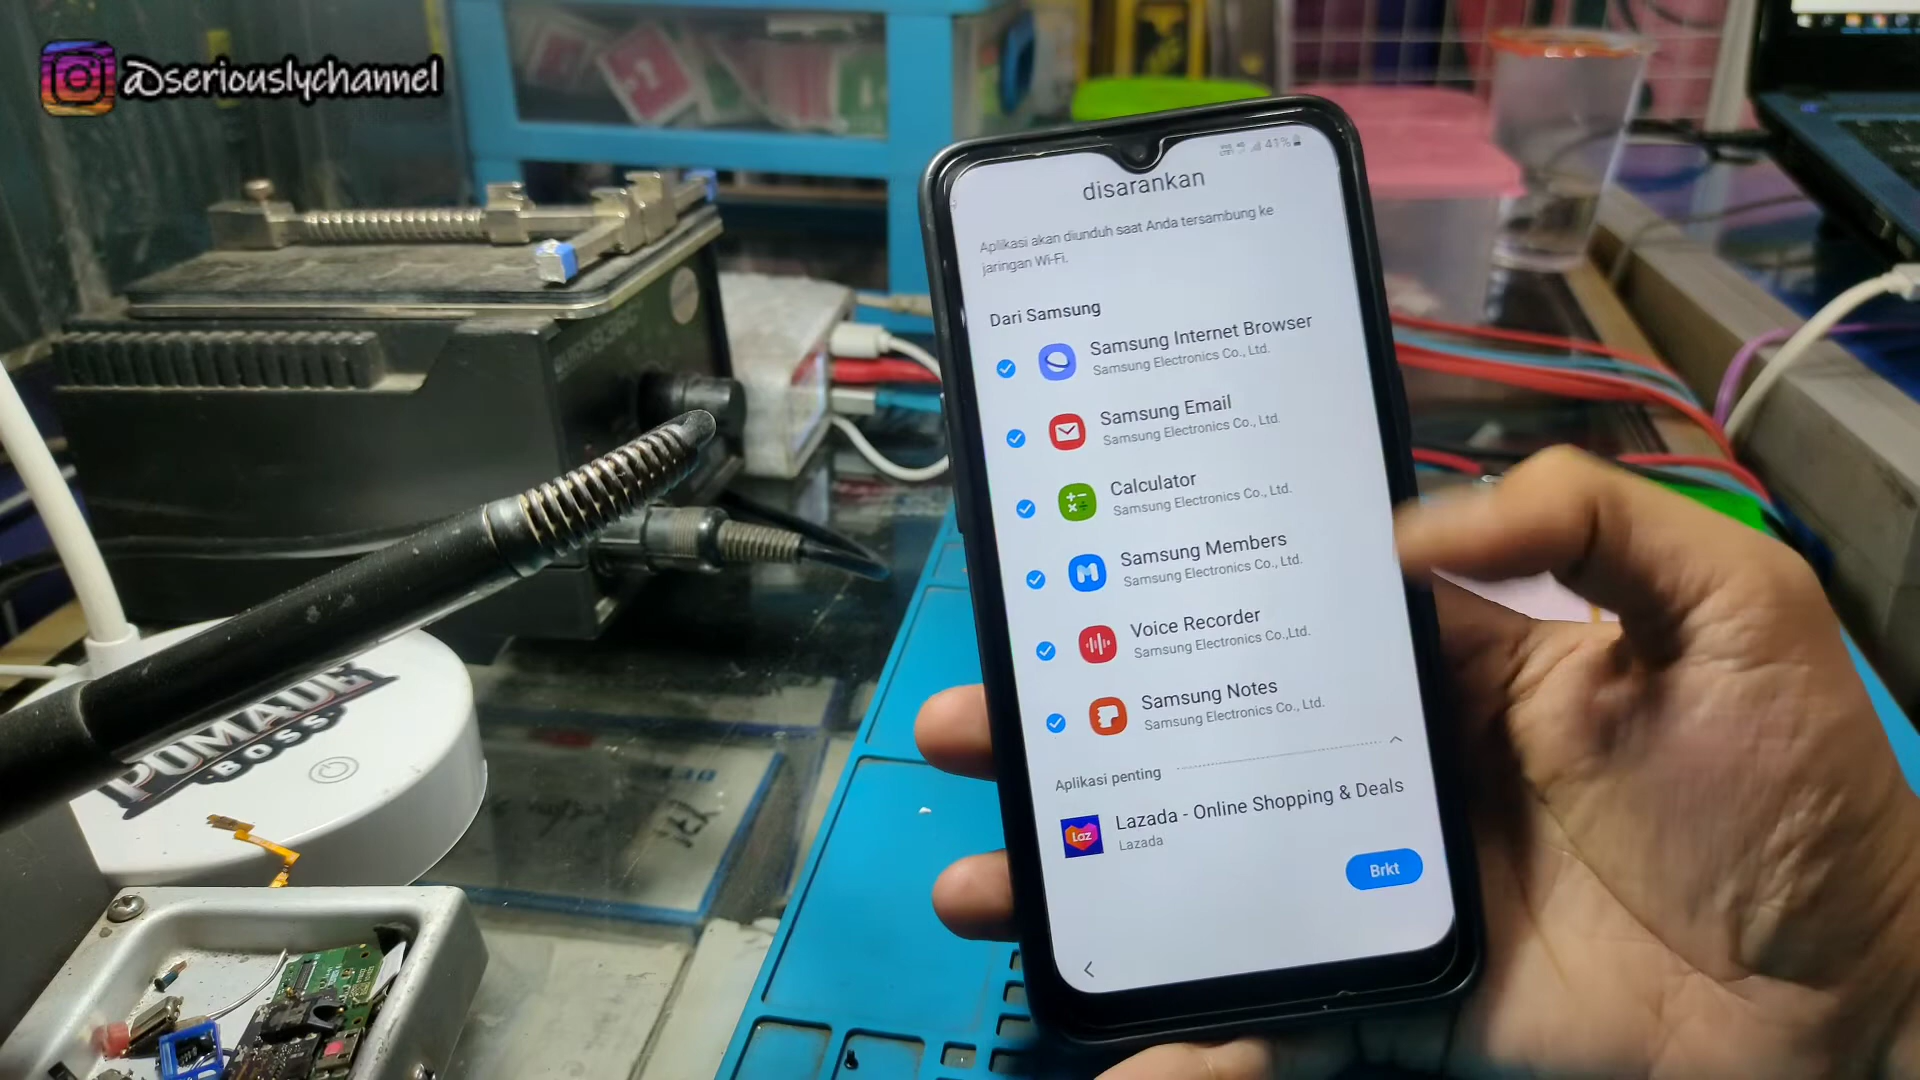 @seriouslychannel
41%
disarankan
Aplikasi akan diunduh saat Anda tersambung ke
jaringan Wi-Fi.
Dari Samsung
Samsung Internet Browser
Samsung Electronics Co., Ltd.
Samsung Email
Samsung Electronics Co., Ltd.
Calculator
Samsung Electronics Co., Ltd.
Samsung Members
Samsung Electronics Co., Ltd.
Voice Recorder
Samsung Electronics Co.,Ltd.
Samsung Notes
Samsung Electronics Co., Ltd.
Aplikasi penting
Laz
Lazada - Online Shopping & Deals
Lazada
Brkt
POMADE
BOSS